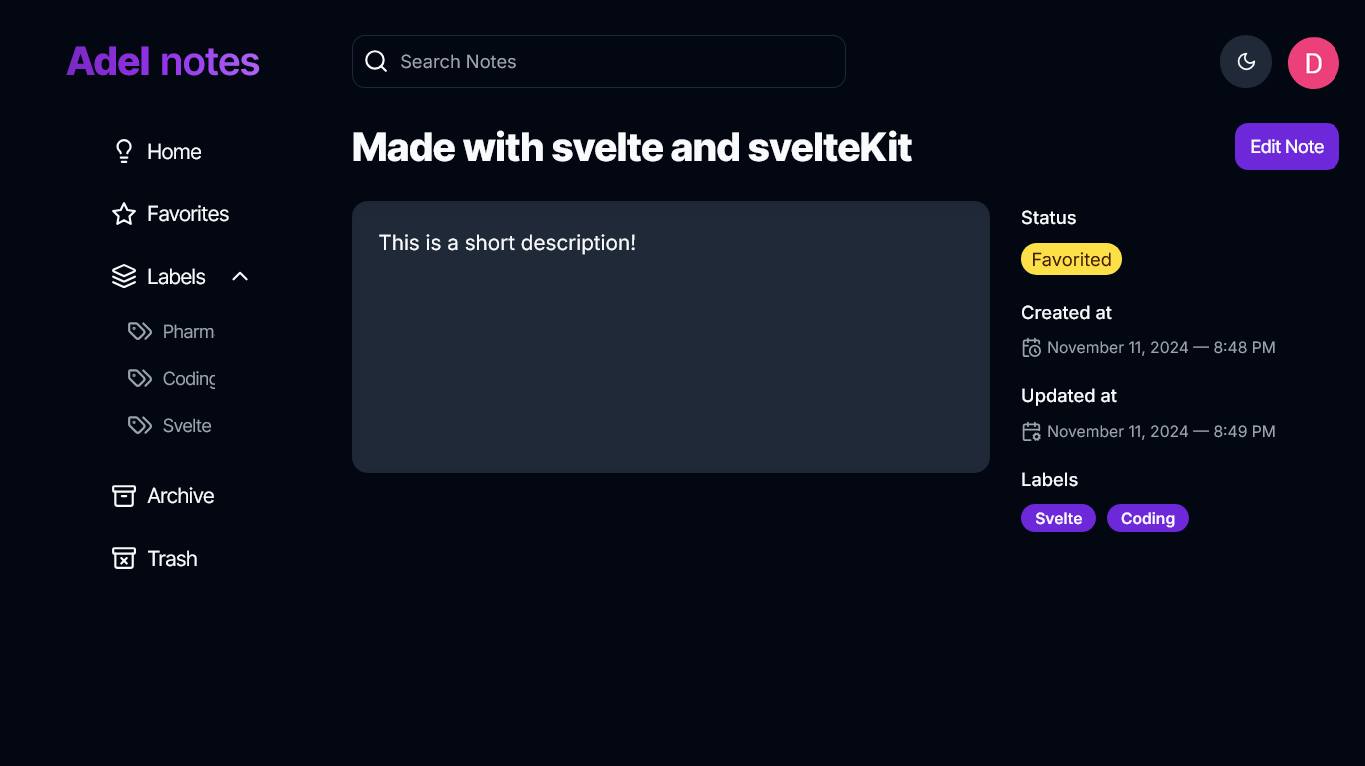 Adel notes
Search Notes
D
Home
Favorites
Labels
Pharm
Coding
Svelte
Archive
Trash
Made with svelte and svelteKit
Edit Note
This is a short description!
Status
Favorited
Created at
November 11, 2024 — 8:48 PM
Updated at
November 11, 2024 — 8:49 PM
Labels
Svelte
Coding